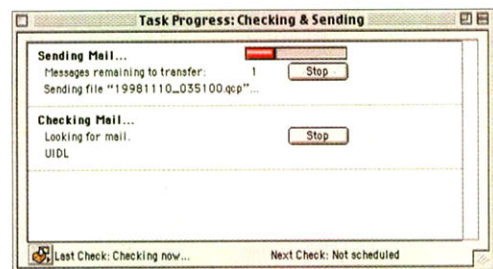 Task Progress: Checking & Sending
Sending Mail...
Messages remaining to transfer: 1 Stop
Sending file "19981110_035100.qcp"...
Checking Mail...
Looking for mail. Stop
UIDL
Last Check: Checking now... Next Check: Not scheduled